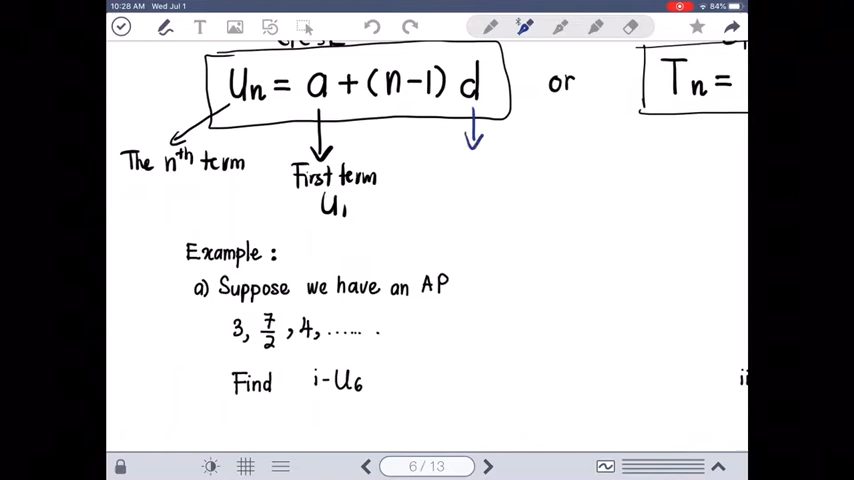 10:28 AM Wed Jul 1
84%
Un = a + (n-1) d or Tn =
The nth term
First term
U1
Example :
a) Suppose we have an AP
3, 7/2, 4, ...... .
Find i - U6
6 / 13